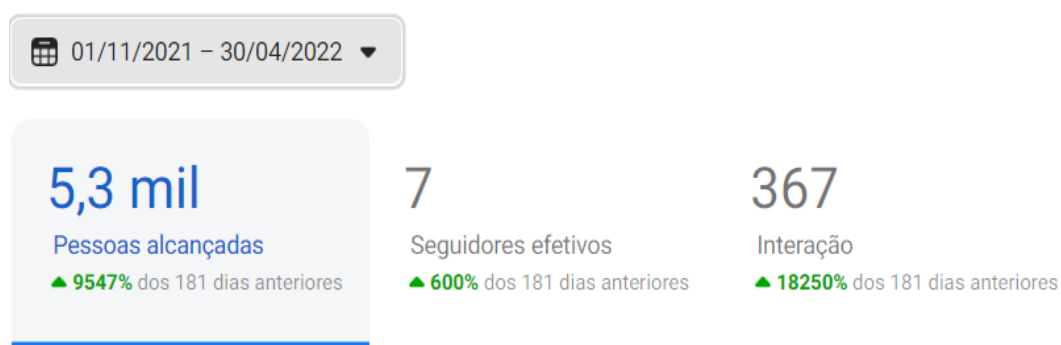 01/11/2021 – 30/04/2022
5,3 mil
Pessoas alcançadas
9547% dos 181 dias anteriores
7
Seguidores efetivos
600% dos 181 dias anteriores
367
Interação
18250% dos 181 dias anteriores